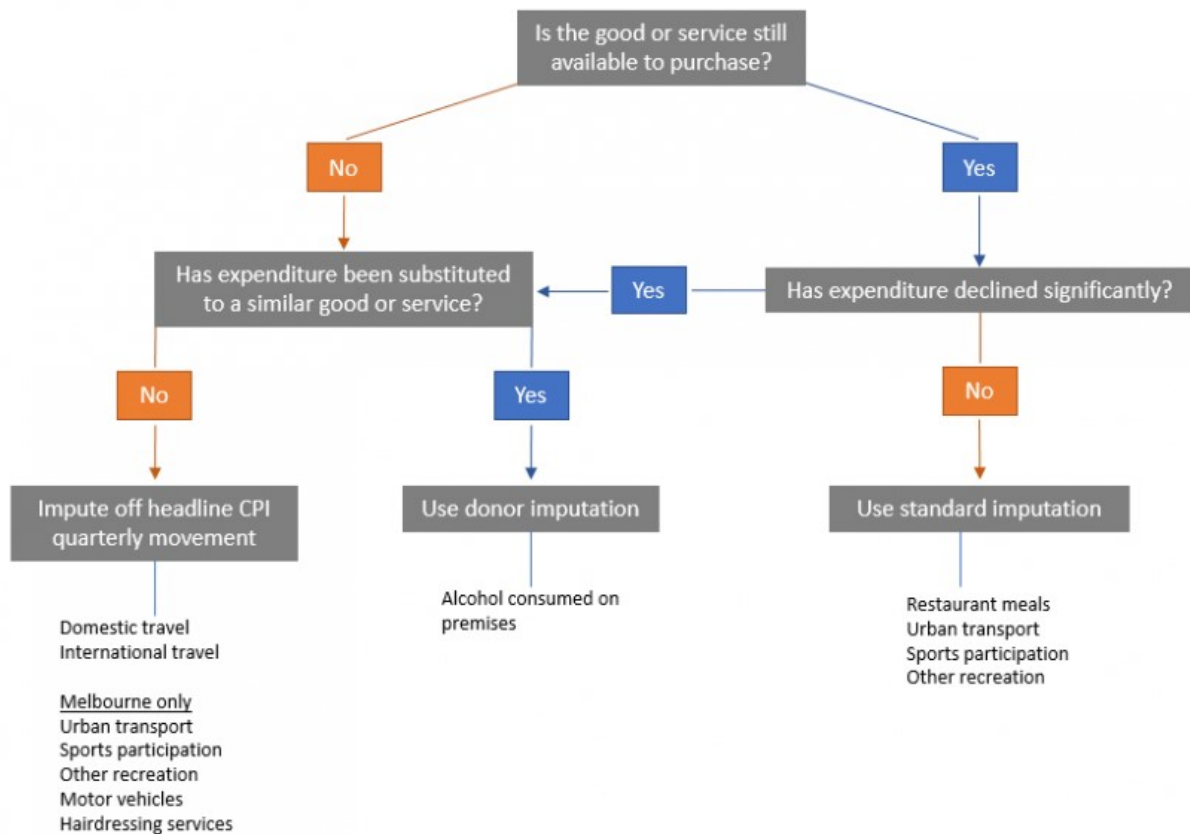 Is the good or service still
available to purchase?
No
Yes
Has expenditure been substituted
to a similar good or service?
Yes
Has expenditure declined significantly?
No
Yes
No
Impute off headline CPI
quarterly movement
Use donor imputation
Use standard imputation
Domestic travel
International travel
Melbourne only
Urban transport
Sports participation
Other recreation
Motor vehicles
Hairdressing services
Alcohol consumed on
premises
Restaurant meals
Urban transport
Sports participation
Other recreation